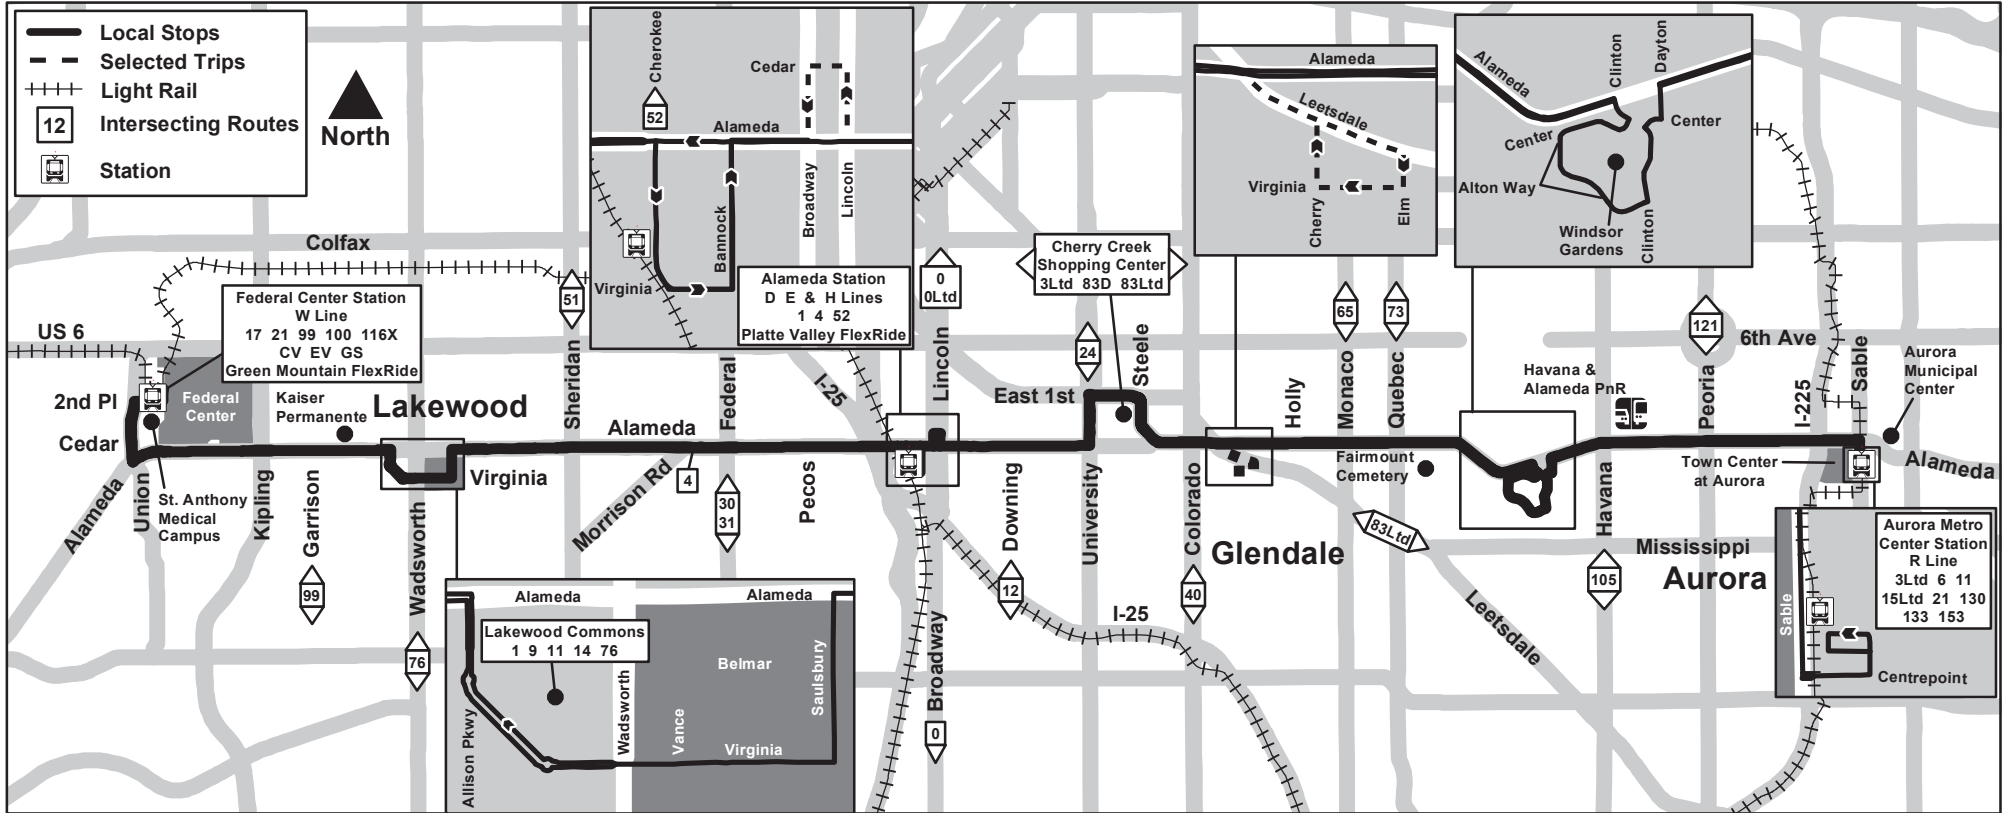 Local Stops
Selected Trips
Light Rail
12 Intersecting Routes
Station
North
Colfax
US 6
Federal Center Station
W Line
17 21 99 100 116X
CV EV GS
Green Mountain FlexRide
2nd Pl
Cedar
Federal
Center
Kaiser
Permanente
Lakewood
Alameda
Union
St. Anthony
Medical
Campus
Kipling
Garrison
99
Wadsworth
76
Virginia
51
Sheridan
Alameda
Morrison Rd
4
Federal
30
31
Pecos
I-25
Cherokee
52
Cedar
Alameda
Broadway
Lincoln
Bannock
Virginia
Alameda Station
D E & H Lines
1 4 52
Platte Valley FlexRide
0
0Ltd
Lincoln
Cherry Creek
Shopping Center
3Ltd 83D 83Ltd
24
Steele
East 1st
Downing
12
University
Colorado
40
I-25
Broadway
0
Alameda
Leetsdale
Virginia
Cherry
Elm
Holly
65
Monaco
73
Quebec
Glendale
Fairmount
Cemetery
83Ltd
Leetsdale
Alameda
Clinton
Dayton
Center
Center
Alton Way
Windsor
Gardens
Clinton
Havana &
Alameda PnR
121
Peoria
6th Ave
I-225
Sable
Aurora
Municipal
Center
Havana
105
Town Center
at Aurora
Alameda
Mississippi
Aurora
Aurora Metro
Center Station
R Line
3Ltd 6 11
15Ltd 21 130
133 153
Sable
Centrepoint
Alameda
Alameda
Lakewood Commons
1 9 11 14 76
Belmar
Allison Pkwy
Wadsworth
Vance
Virginia
Saulsbury